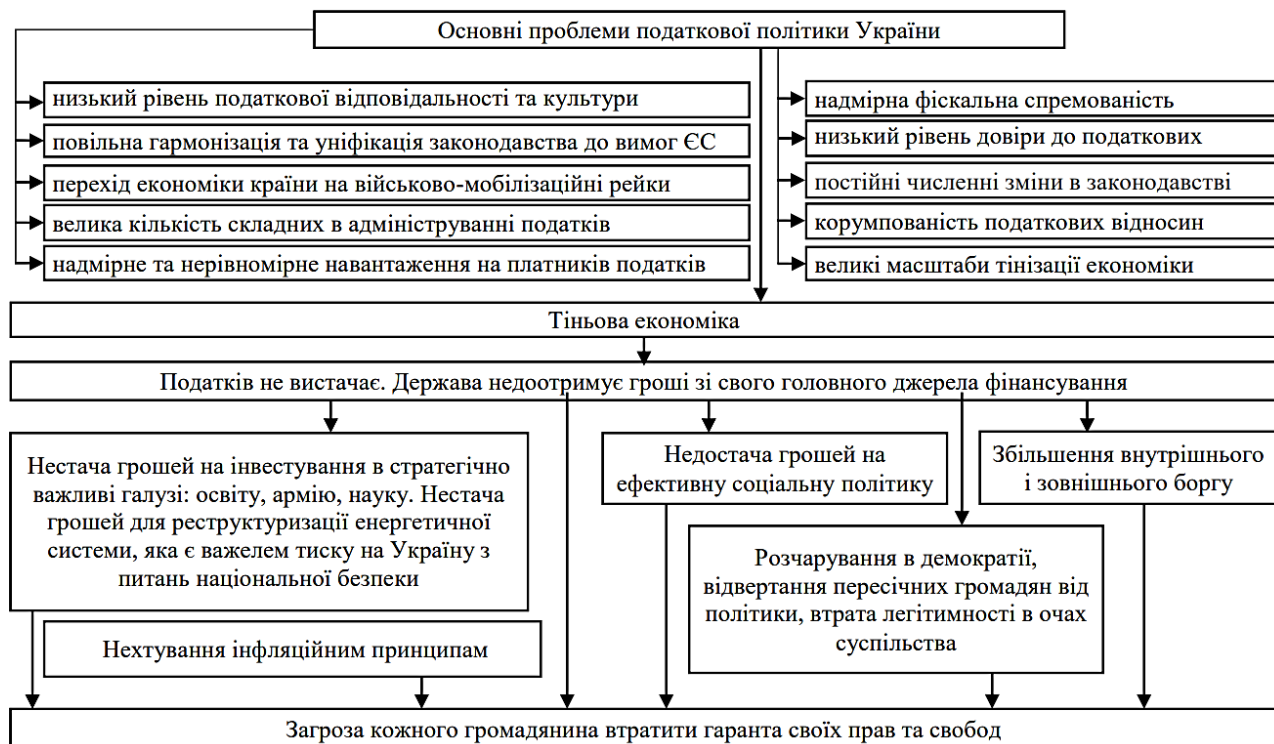 Основні проблеми податкової політики України
низький рівень податкової відповідальності та культури
повільна гармонізація та уніфікація законодавства до вимог ЄС
перехід економіки країни на військово-мобілізаційні рейки
велика кількість складних в адмініструванні податків
надмірне та нерівномірне навантаження на платників податків
надмірна фіскальна спремованість
низький рівень довіри до податкових
постійні численні зміни в законодавстві
корумпованість податкових відносин
великі масштаби тінізації економіки
Тіньова економіка
Податків не вистачає. Держава недоотримує гроші зі свого головного джерела фінансування
Нестача грошей на інвестування в стратегічно
важливі галузі: освіту, армію, науку. Нестача
грошей для реструктуризації енергетичної
системи, яка є важелем тиску на Україну з
питань національної безпеки
Недостача грошей на
ефективну соціальну політику
Збільшення внутрішнього
і зовнішнього боргу
Розчарування в демократії,
відвертання пересічних громадян від
політики, втрата легітимності в очах
суспільства
Нехтування інфляційним принципам
Загроза кожного громадянина втратити гаранта своїх прав та свобод